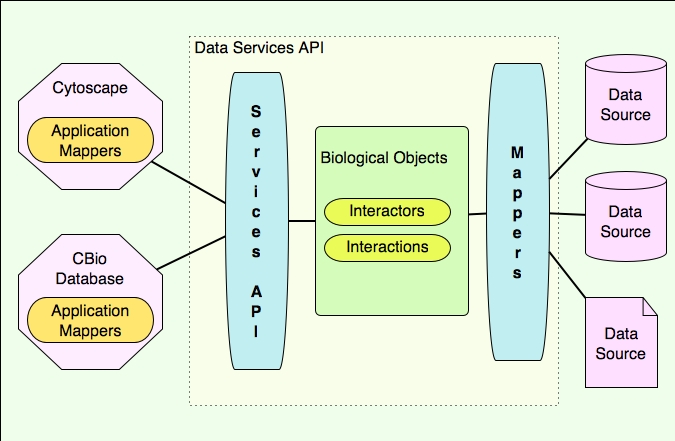 Data Services API
Cytoscape
Application
Mappers
CBio
Database
Application
Mappers
Services API
Biological Objects
Interactors
Interactions
Mappers
Data
Source
Data
Source
Data
Source